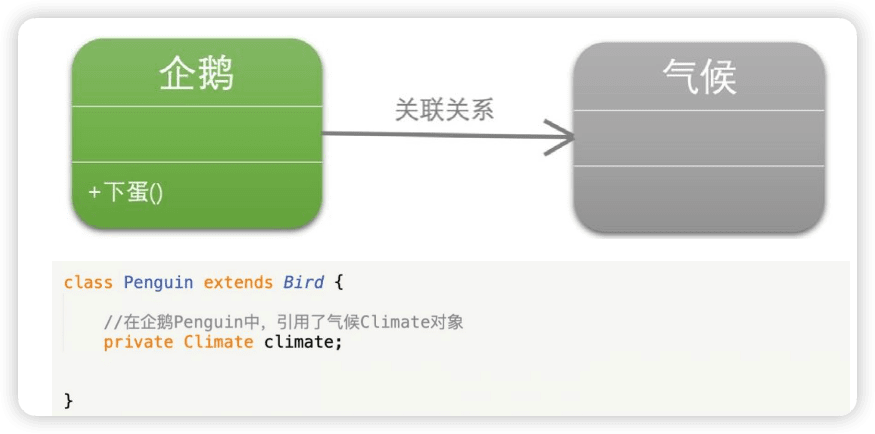 企鹅
气候
关联关系
+下蛋()
class Penguin extends Bird {
//在企鹅Penguin中，引用了气候Climate对象
private Climate climate;
}